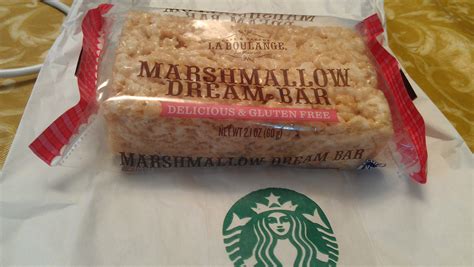 LA BOULANGE.
MARSHMALLOW
DREAM BAR
DELICIOUS & GLUTEN FREE
NET WT 2.1 OZ (60g)
MARSHMALLOW DREAM BAR